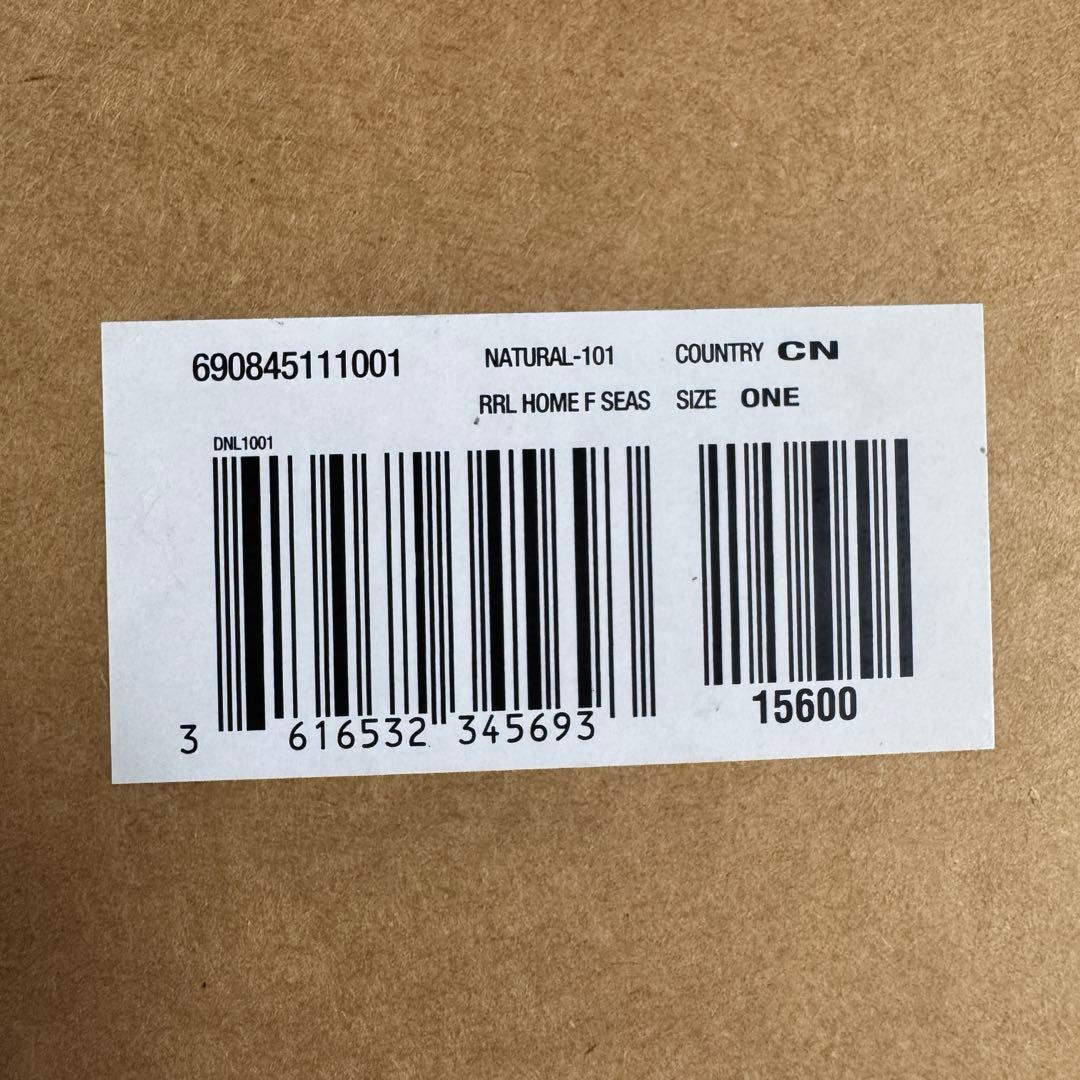 690845111001 NATURAL-101 COUNTRY CN
RRL HOME F SEAS SIZE ONE
DNL1001
3 616532 345693
15600